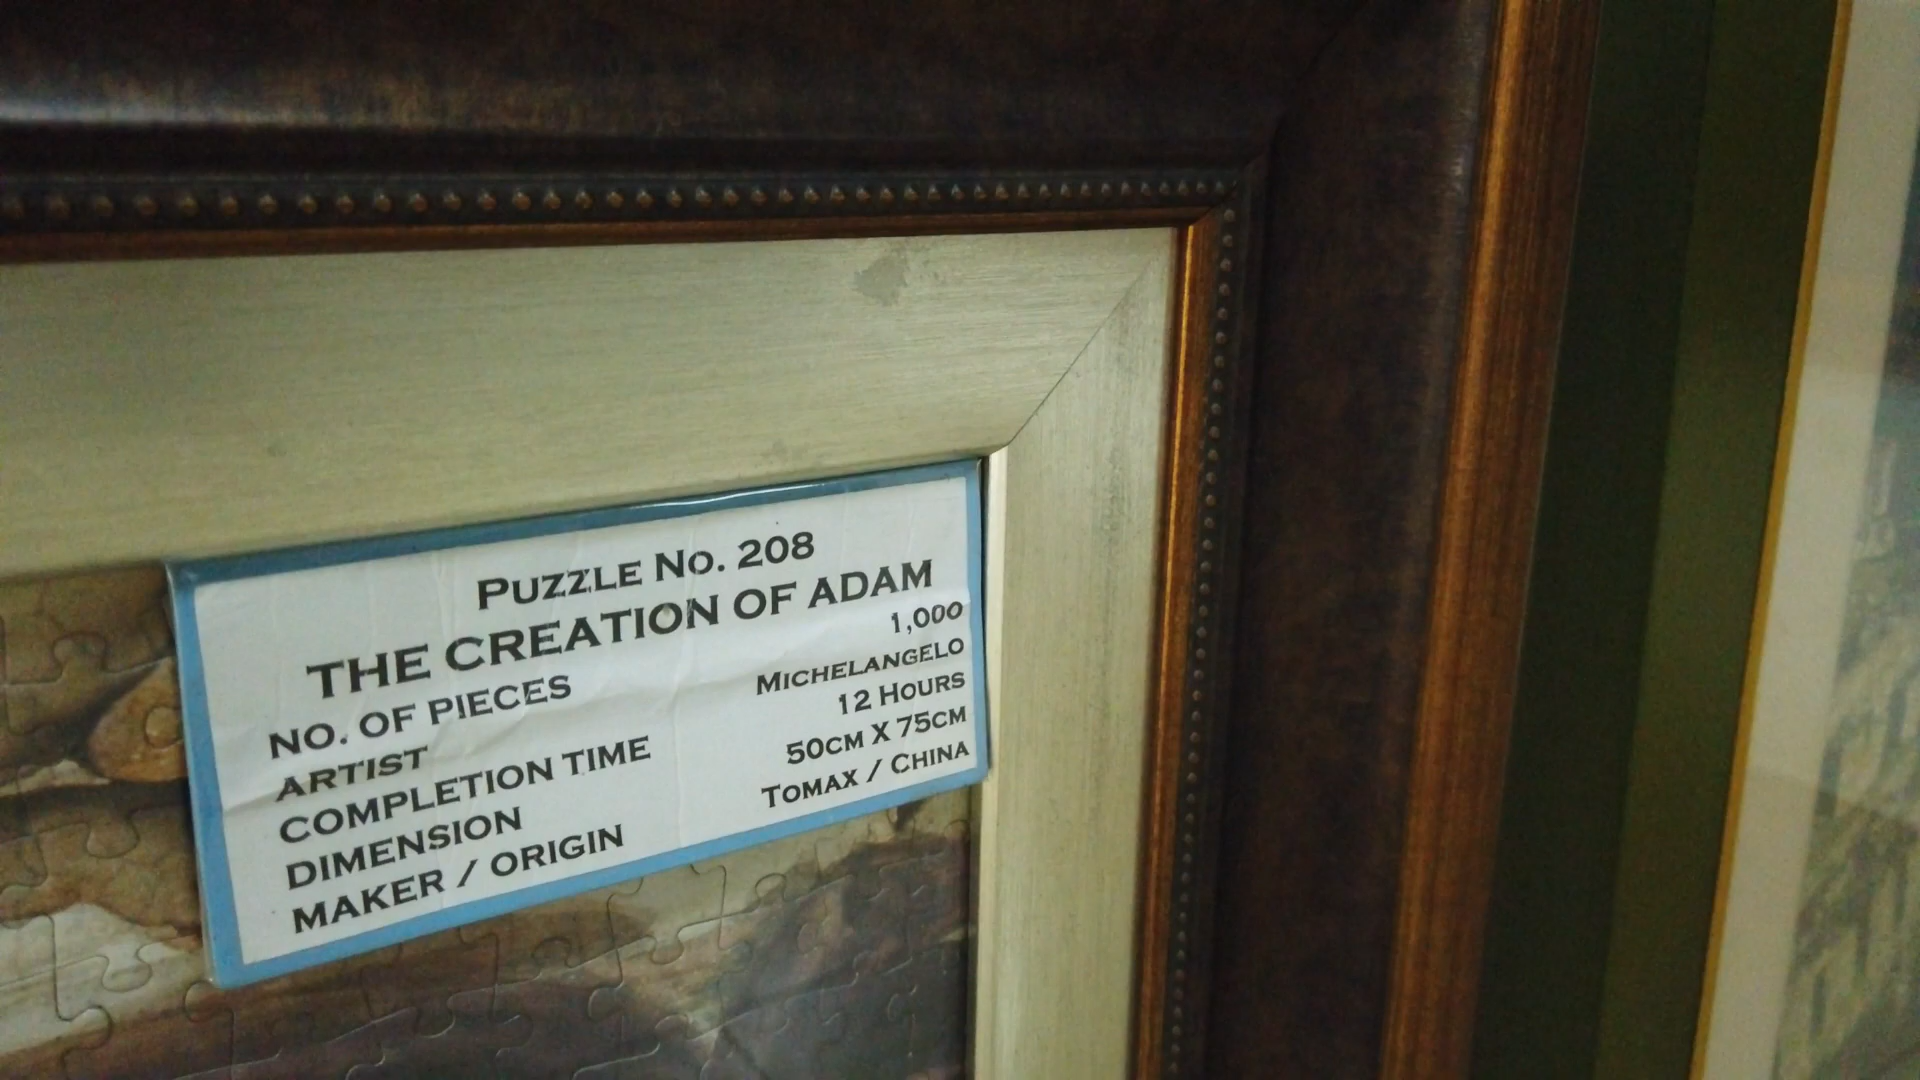 PUZZLE NO. 208
THE CREATION OF ADAM
NO. OF PIECES 1,000
ARTIST MICHELANGELO
COMPLETION TIME 12 HOURS
DIMENSION 50CM X 75CM
MAKER / ORIGIN TOMAX / CHINA